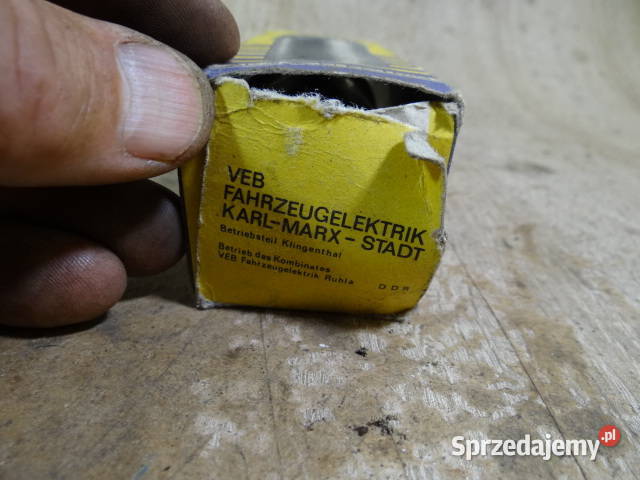 VEB
FAHRZEUGELEKTRIK
KARL-MARX-STADT
Betriebsteil Klingenthal
Betrieb des Kombinates
VEB Fahrzeugelektrik Ruhla
DDR
Sprzedajemy.pl